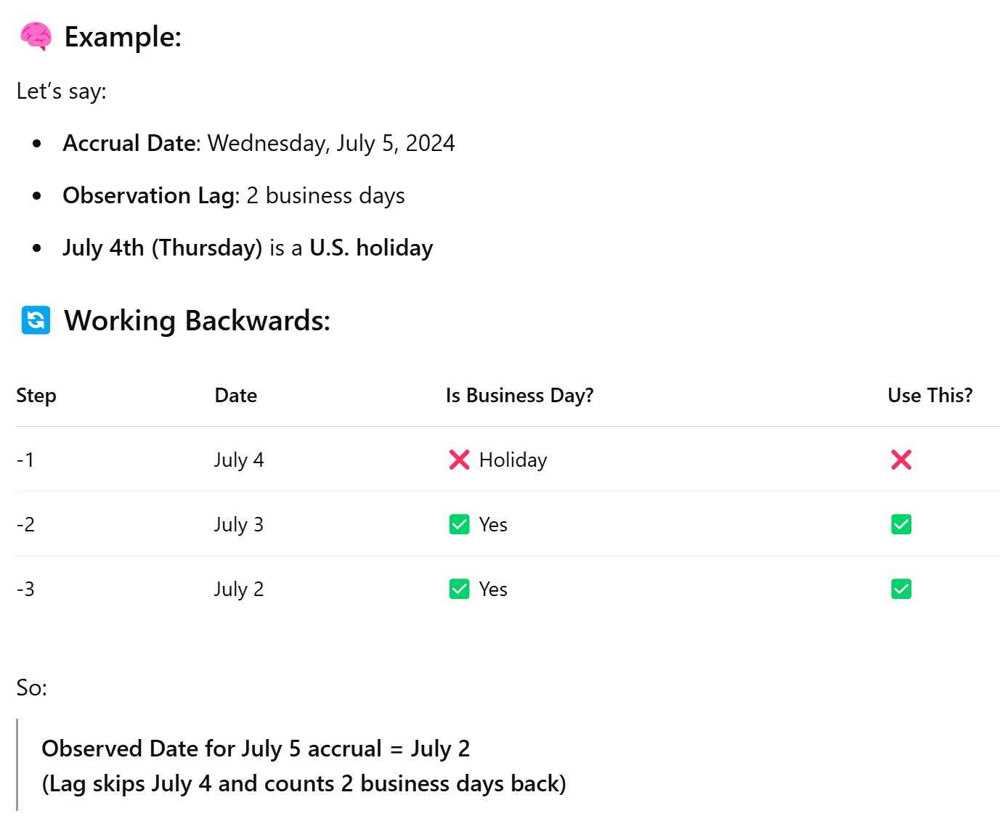 🧠 Example:
Let’s say:
• Accrual Date: Wednesday, July 5, 2024
• Observation Lag: 2 business days
• July 4th (Thursday) is a U.S. holiday
🔄 Working Backwards:
Step Date Is Business Day? Use This?
-1 July 4 ❌ Holiday ❌
-2 July 3 ✅ Yes ✅
-3 July 2 ✅ Yes ✅
So:
Observed Date for July 5 accrual = July 2
(Lag skips July 4 and counts 2 business days back)